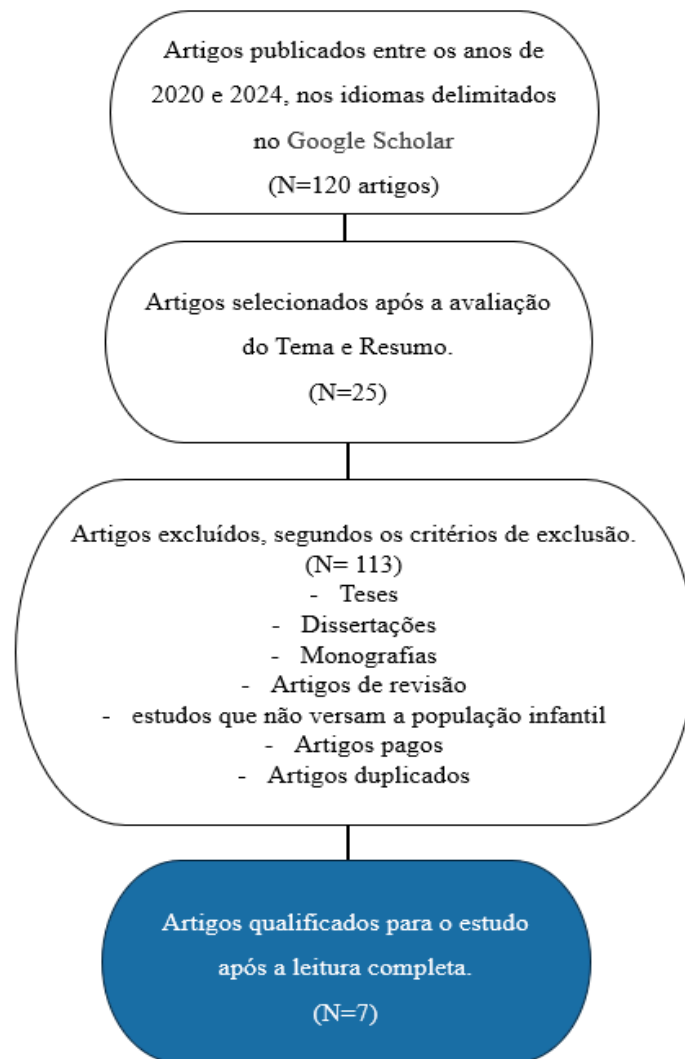 Artigos publicados entre os anos de
2020 e 2024, nos idiomas delimitados
no Google Scholar
(N=120 artigos)
Artigos selecionados após a avaliação
do Tema e Resumo.
(N=25)
Artigos excluídos, segundos os critérios de exclusão.
(N= 113)
- Teses
- Dissertações
- Monografias
- Artigos de revisão
- estudos que não versam a população infantil
- Artigos pagos
- Artigos duplicados
Artigos qualificados para o estudo
após a leitura completa.
(N=7)